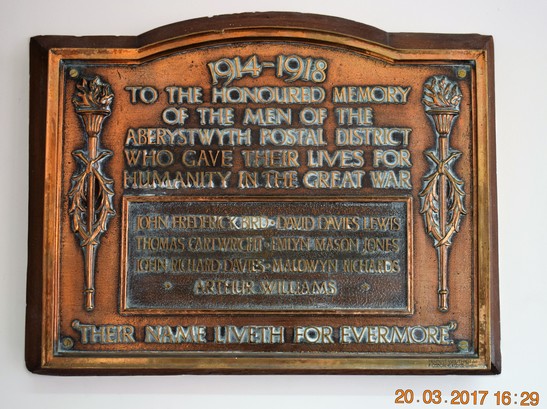 1914-1918
TO THE HONOURED MEMORY
OF THE MEN OF THE
ABERYSTWYTH POSTAL DISTRICT
WHO GAVE THEIR LIVES FOR
HUMANITY IN THE GREAT WAR
JOHN FREDERICK BIRD · DAVID DAVIES LEWIS
THOMAS CARTWRIGHT · EMLYN MASON JONES
JOHN RICHARD DAVIES · MALDWYN RICHARDS
ARTHUR WILLIAMS
"THEIR NAME LIVETH FOR EVERMORE"
20.03.2017 16:29